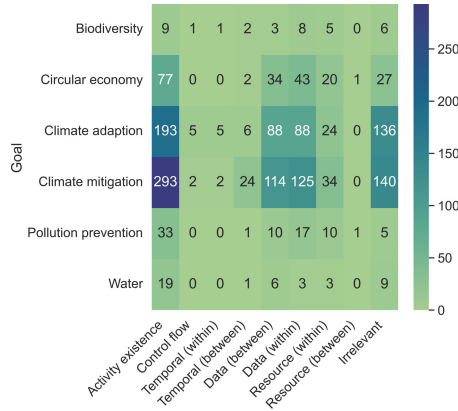 Goal
Biodiversity 9 1 1 2 3 8 5 0 6
Circular economy 77 0 0 2 34 43 20 1 27
Climate adaption 193 5 5 6 88 88 24 0 136
Climate mitigation 293 2 2 24 114 125 34 0 140
Pollution prevention 33 0 0 1 10 17 10 1 5
Water 19 0 0 1 6 3 3 0 9
Activity existence
Control flow
Temporal (within)
Temporal (between)
Data (between)
Data (within)
Resource (within)
Resource (between)
Irrelevant
250
200
150
100
50
0